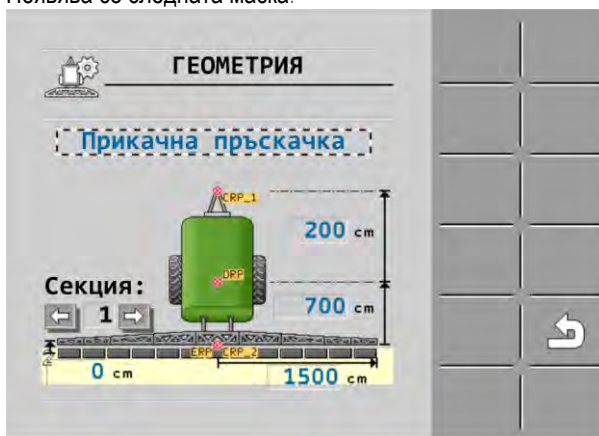 Появява се следната маска:
ГЕОМЕТРИЯ
Прикачна пръскачка
CRP_1
200 cm
DRP
Секция:
1
700 cm
ERP CRP_2
0 cm
1500 cm